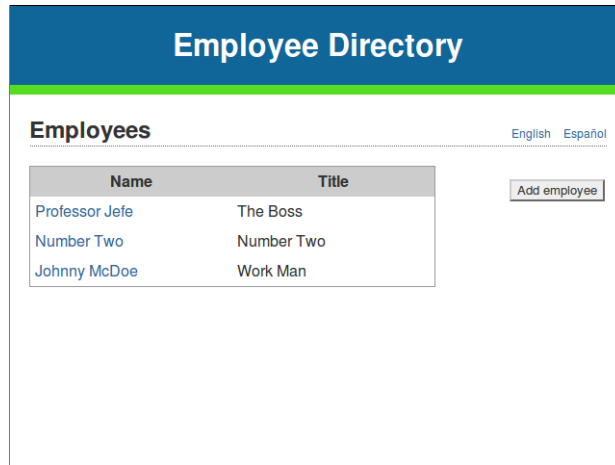 Employee Directory
Employees
English Español
Name Title
Add employee
Professor Jefe The Boss
Number Two Number Two
Johnny McDoe Work Man